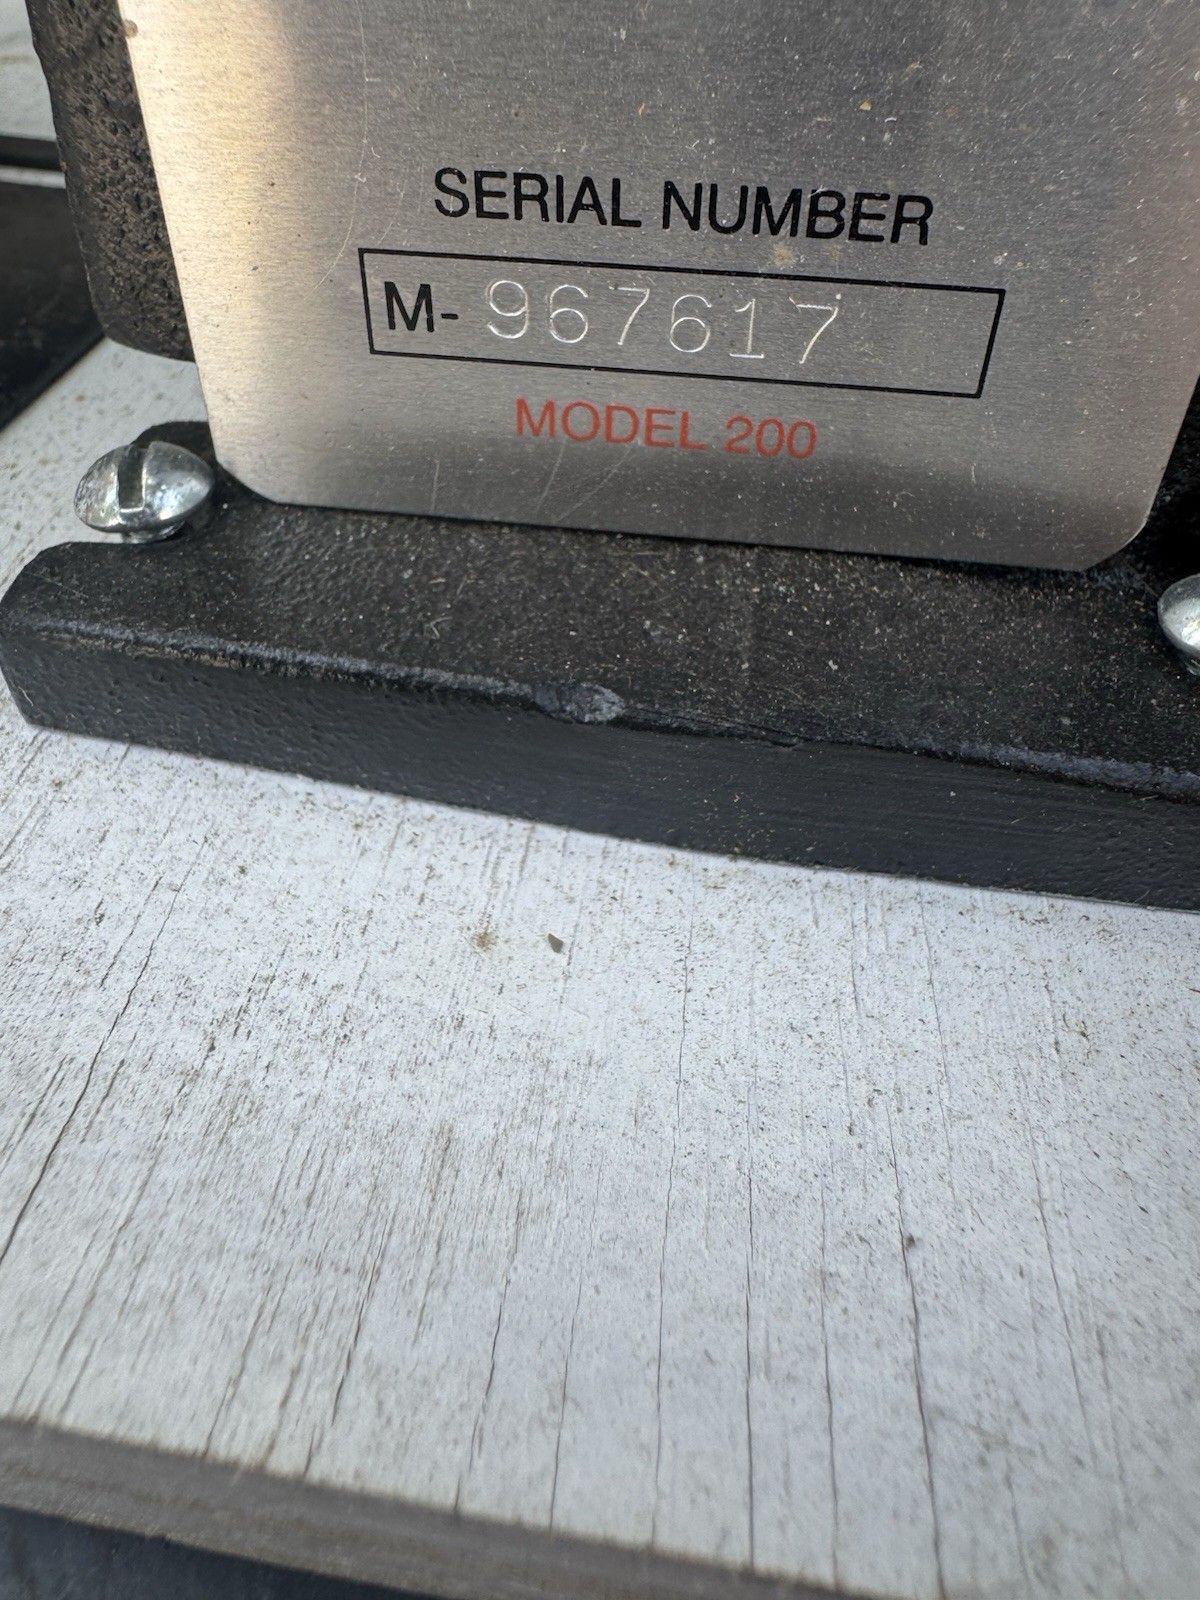 SERIAL NUMBER
M- 967617
MODEL 200